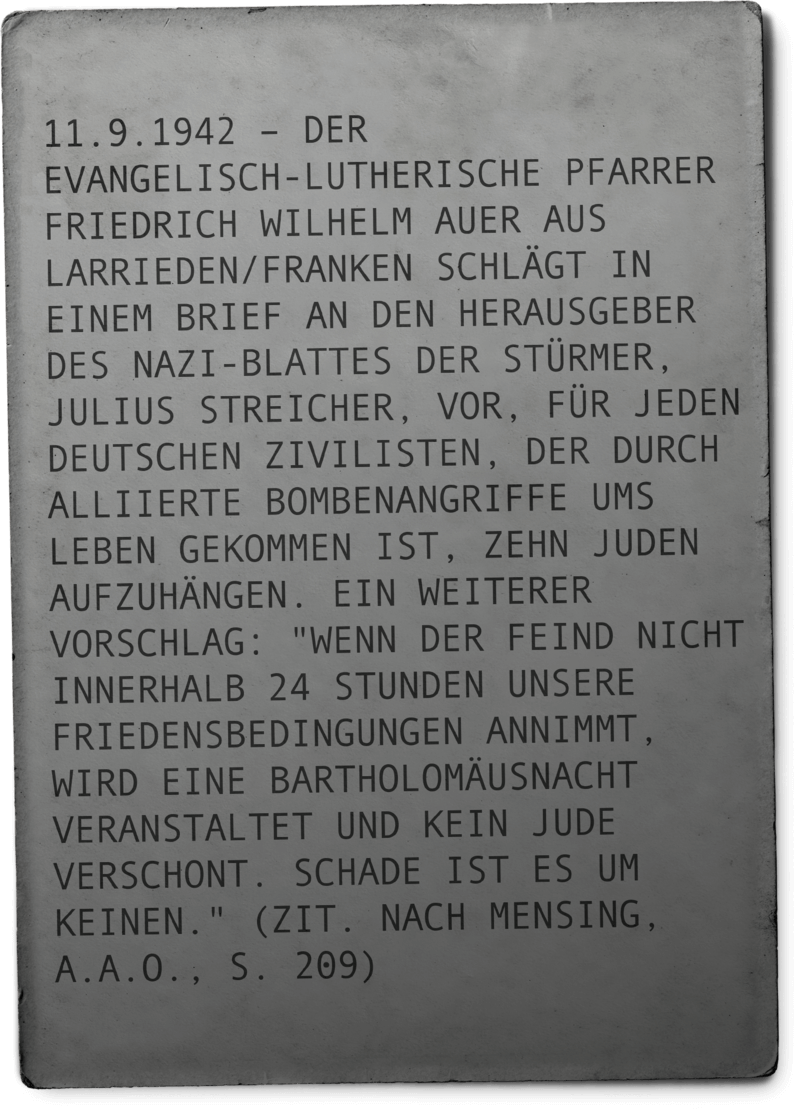 11.9.1942 – DER
EVANGELISCH-LUTHERISCHE PFARRER
FRIEDRICH WILHELM AUER AUS
LARRIEDEN/FRANKEN SCHLÄGT IN
EINEM BRIEF AN DEN HERAUSGEBER
DES NAZI-BLATTES DER STÜRMER,
JULIUS STREICHER, VOR, FÜR JEDEN
DEUTSCHEN ZIVILISTEN, DER DURCH
ALLIIERTE BOMBENANGRIFFE UMS
LEBEN GEKOMMEN IST, ZEHN JUDEN
AUFZUHÄNGEN. EIN WEITERER
VORSCHLAG: "WENN DER FEIND NICHT
INNERHALB 24 STUNDEN UNSERE
FRIEDENSBEDINGUNGEN ANNIMMT,
WIRD EINE BARTHOLOMÄUSNACHT
VERANSTALTET UND KEIN JUDE
VERSCHONT. SCHADE IST ES UM
KEINEN." (ZIT. NACH MENSING,
A.A.O., S. 209)